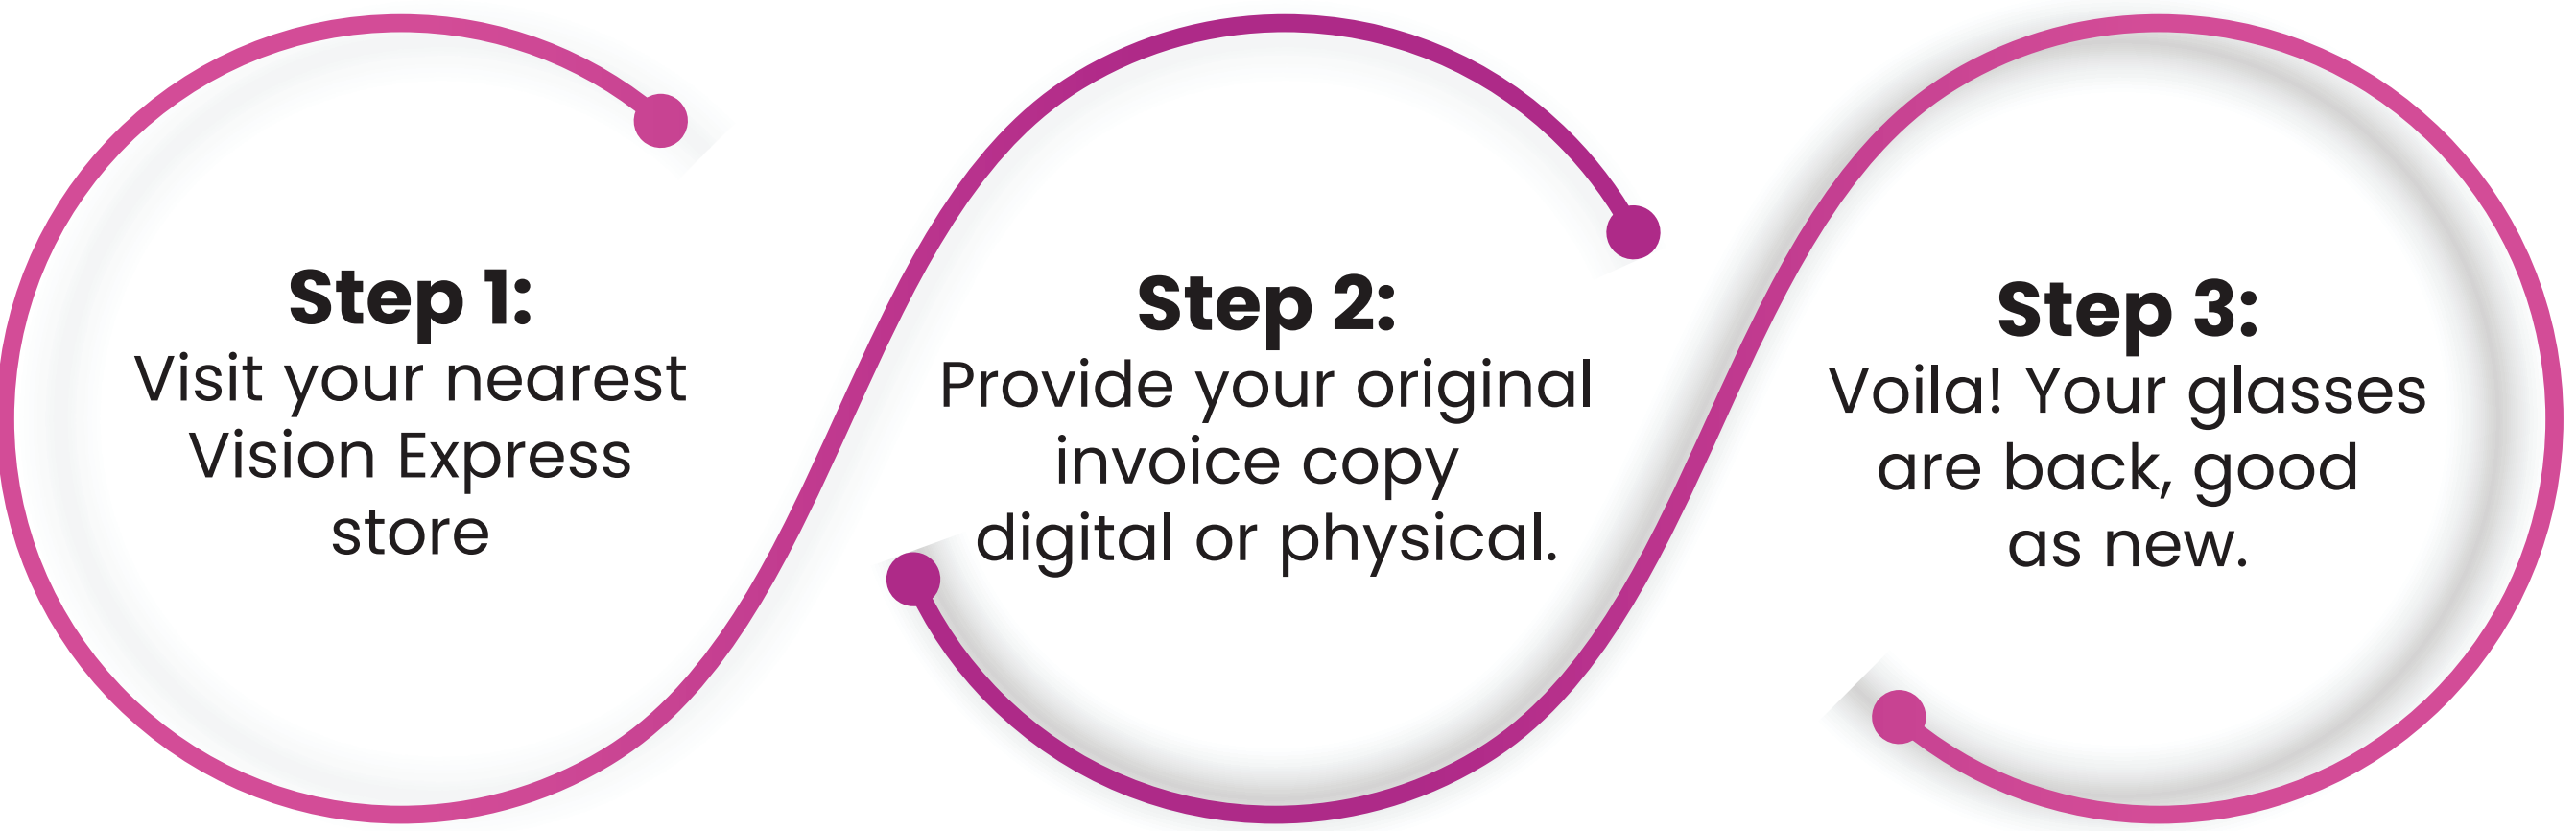 Step 1:
Visit your nearest
Vision Express
store
Step 2:
Provide your original
invoice copy
digital or physical.
Step 3:
Voila! Your glasses
are back, good
as new.